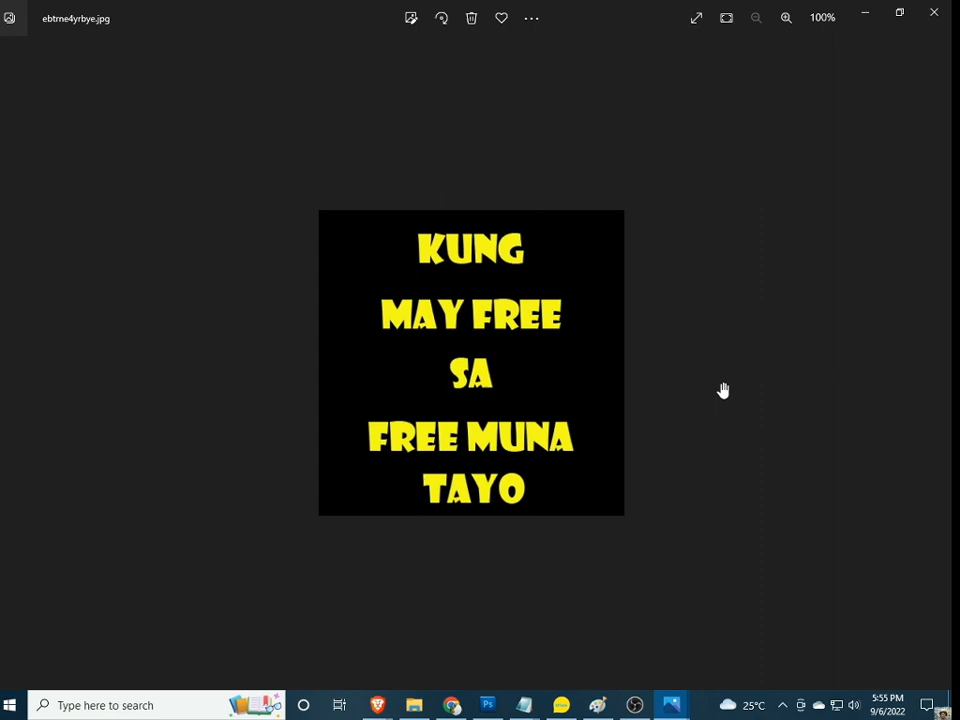 ebtrne4yrbye.jpg
100%
KUNG
MAY FREE
SA
FREE MUNA
TAYO
Type here to search
25°C
5:55 PM
9/6/2022